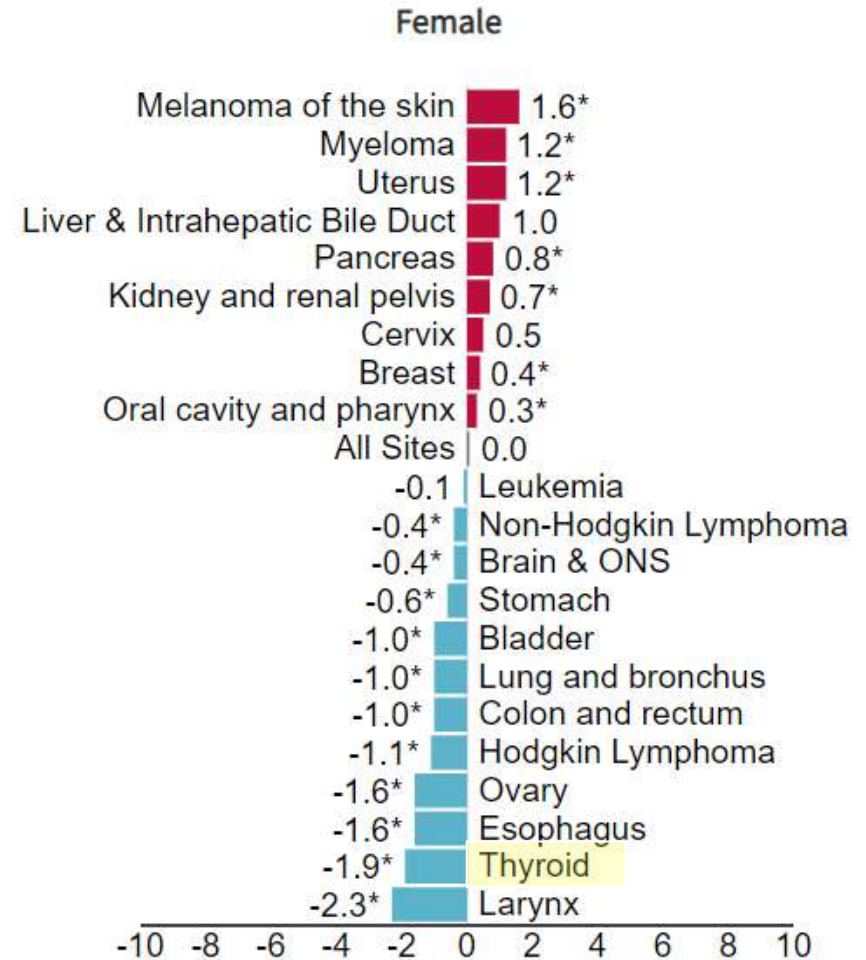 Female
Melanoma of the skin 1.6*
Myeloma 1.2*
Uterus 1.2*
Liver & Intrahepatic Bile Duct 1.0
Pancreas 0.8*
Kidney and renal pelvis 0.7*
Cervix 0.5
Breast 0.4*
Oral cavity and pharynx 0.3*
All Sites 0.0
-0.1 Leukemia
-0.4* Non-Hodgkin Lymphoma
-0.4* Brain & ONS
-0.6* Stomach
-1.0* Bladder
-1.0* Lung and bronchus
-1.0* Colon and rectum
-1.1* Hodgkin Lymphoma
-1.6* Ovary
-1.6* Esophagus
-1.9* Thyroid
-2.3* Larynx
-10 -8 -6 -4 -2 0 2 4 6 8 10